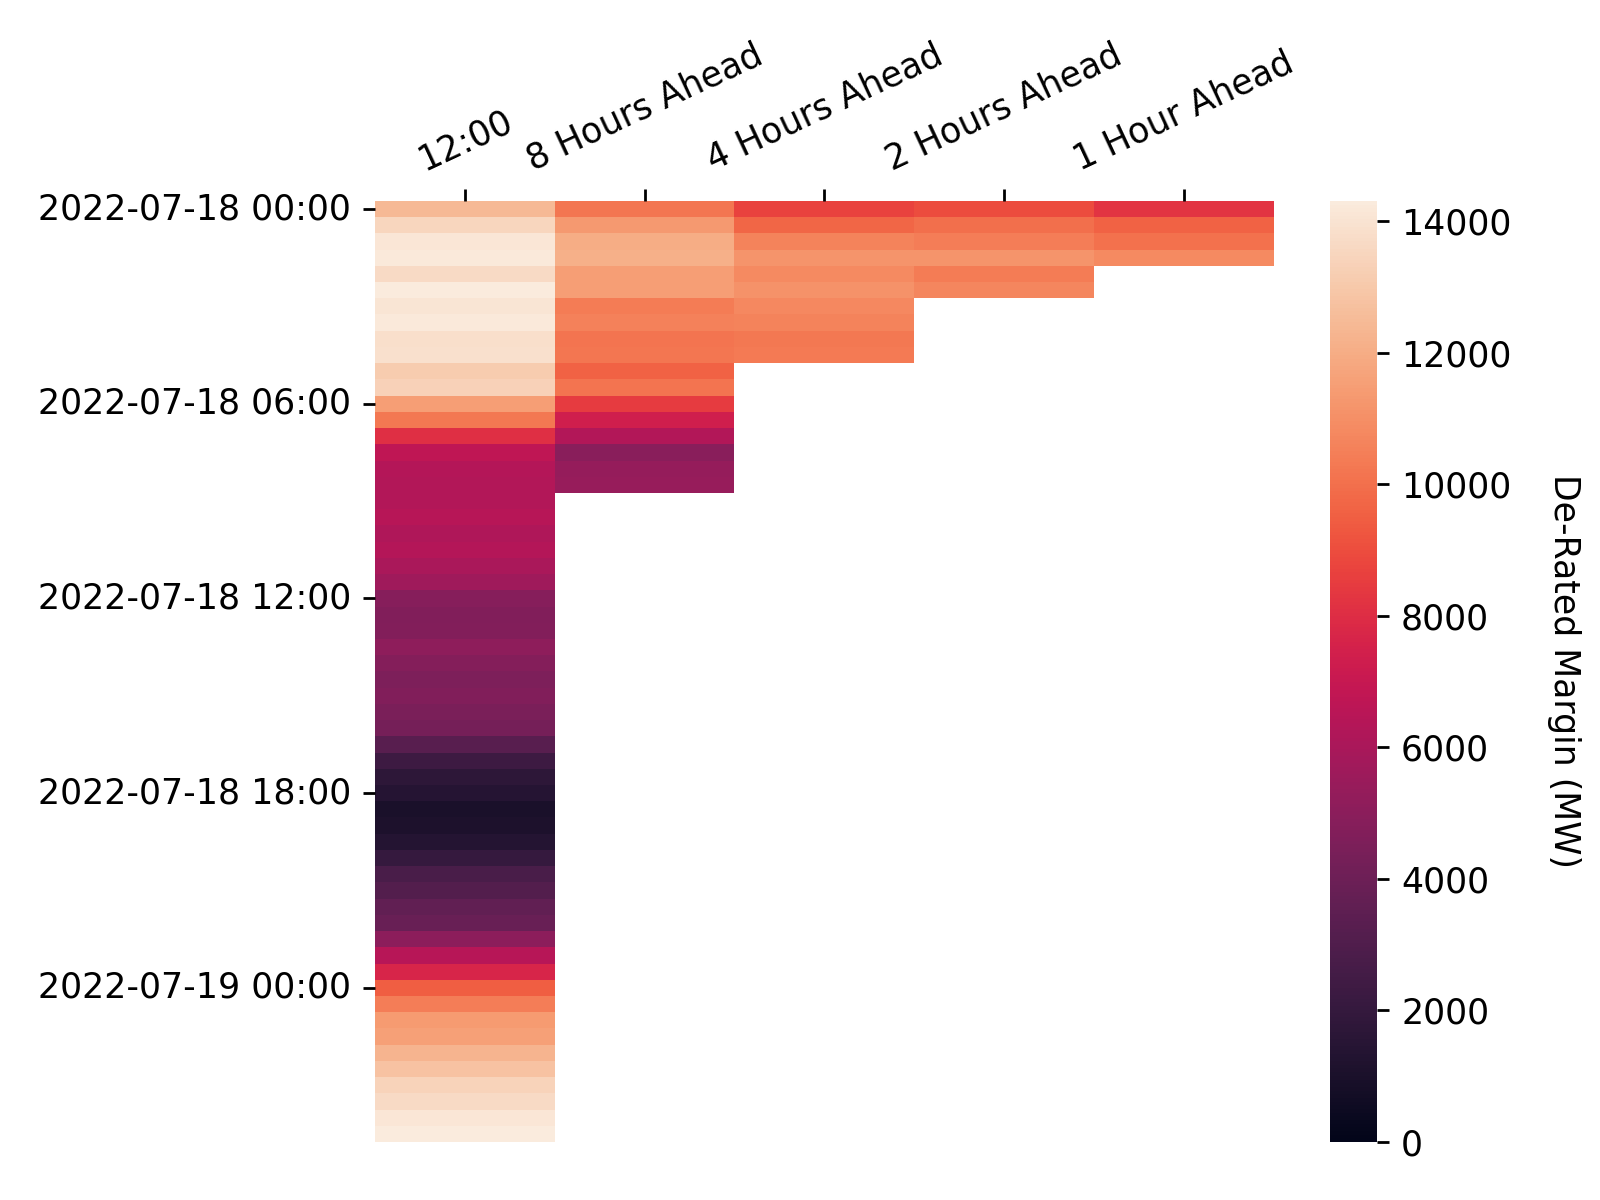 12:00
8 Hours Ahead
4 Hours Ahead
2 Hours Ahead
1 Hour Ahead
2022-07-18 00:00
2022-07-18 06:00
2022-07-18 12:00
2022-07-18 18:00
2022-07-19 00:00
14000
12000
10000
8000
6000
4000
2000
0
De-Rated Margin (MW)